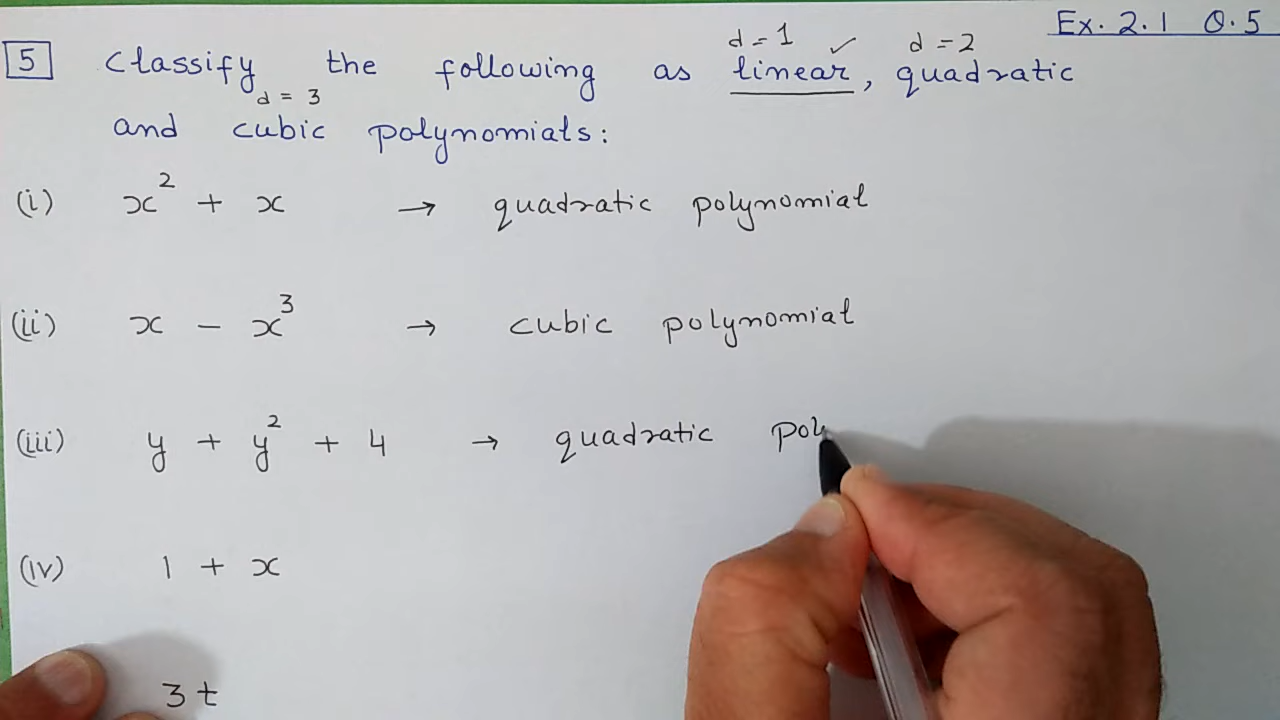 Ex. 2.1 Q.5
d = 1 ✓ d = 2
5 Classify the following as linear, quadratic
d = 3
and cubic polynomials:
(i) x² + x → quadratic polynomial
(ii) x - x³ → cubic polynomial
(iii) y + y² + 4 → quadratic poly
(iv) 1 + x
3t